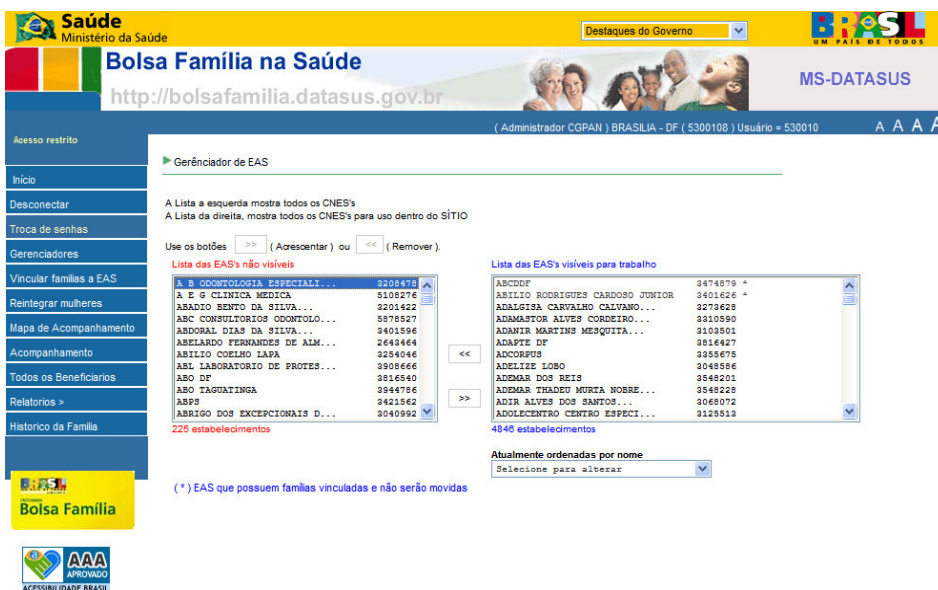 Saúde
Ministério da Saúde
Destaques do Governo
BRASIL
UM PAÍS DE TODOS
Bolsa Família na Saúde
http://bolsafamilia.datasus.gov.br
MS-DATASUS
( Administrador CGPAN ) BRASILIA - DF ( 5300108 ) Usuário = 530010
A A A A
Acesso restrito
Gerênciador de EAS
Início
Desconectar
Troca de senhas
Gerenciadores
Vincular familias a EAS
Reintegrar mulheres
Mapa de Acompanhamento
Acompanhamento
Todos os Beneficiarios
Relatorios >
Historico da Familia
A Lista a esquerda mostra todos os CNES's
A Lista da direita, mostra todos os CNES's para uso dentro do SÍTIO
Use os botões >> ( Acrescentar ) ou << ( Remover ).
Lista das EAS's não visíveis
A B ODONTOLOGIA ESPECIALI... 3208478
A E G CLINICA MEDICA 5108276
ABADIO BENTO DA SILVA... 3201422
ABC CONSULTORIOS ODONTOLO... 5878527
ABDORAL DIAS DA SILVA... 3401596
ABELARDO FERNANDES DE ALM... 2643464
ABILIO COELHO LAPA 3254046
ABL LABORATORIO DE PROTES... 3908666
ABO DF 3816540
ABO TAGUATINGA 3944786
ABPS 3421562
ABRIGO DOS EXCEPCIONAIS D... 3040992
225 estabelecimentos
<<
>>
Lista das EAS's visíveis para trabalho
ABCDDF 3474879 *
ABILIO RODRIGUES CARDOSO JUNIOR 3401626 *
ADALGISA CARVALHO CALVANO... 3273628
ADAMASTOR ALVES CORDEIRO... 3310590
ADANIR MARTINS MESQUITA... 3103501
ADAPTE DF 3816427
ADCORPUS 3355675
ADELIZE LOBO 3048586
ADEMAR DOS REIS 3548201
ADEMAR THADEU MURTA NOBRE... 3548228
ADIR ALVES DOS SANTOS... 3068072
ADOLECENTRO CENTRO ESPECI... 3125513
4846 estabelecimentos
Atualmente ordenadas por nome
Selecione para alterar
( * ) EAS que possuem famílias vinculadas e não serão movidas
BRASIL
PROGRAMA
Bolsa Família
AAA
APROVADO
ACESSIBILIDADE BRASIL